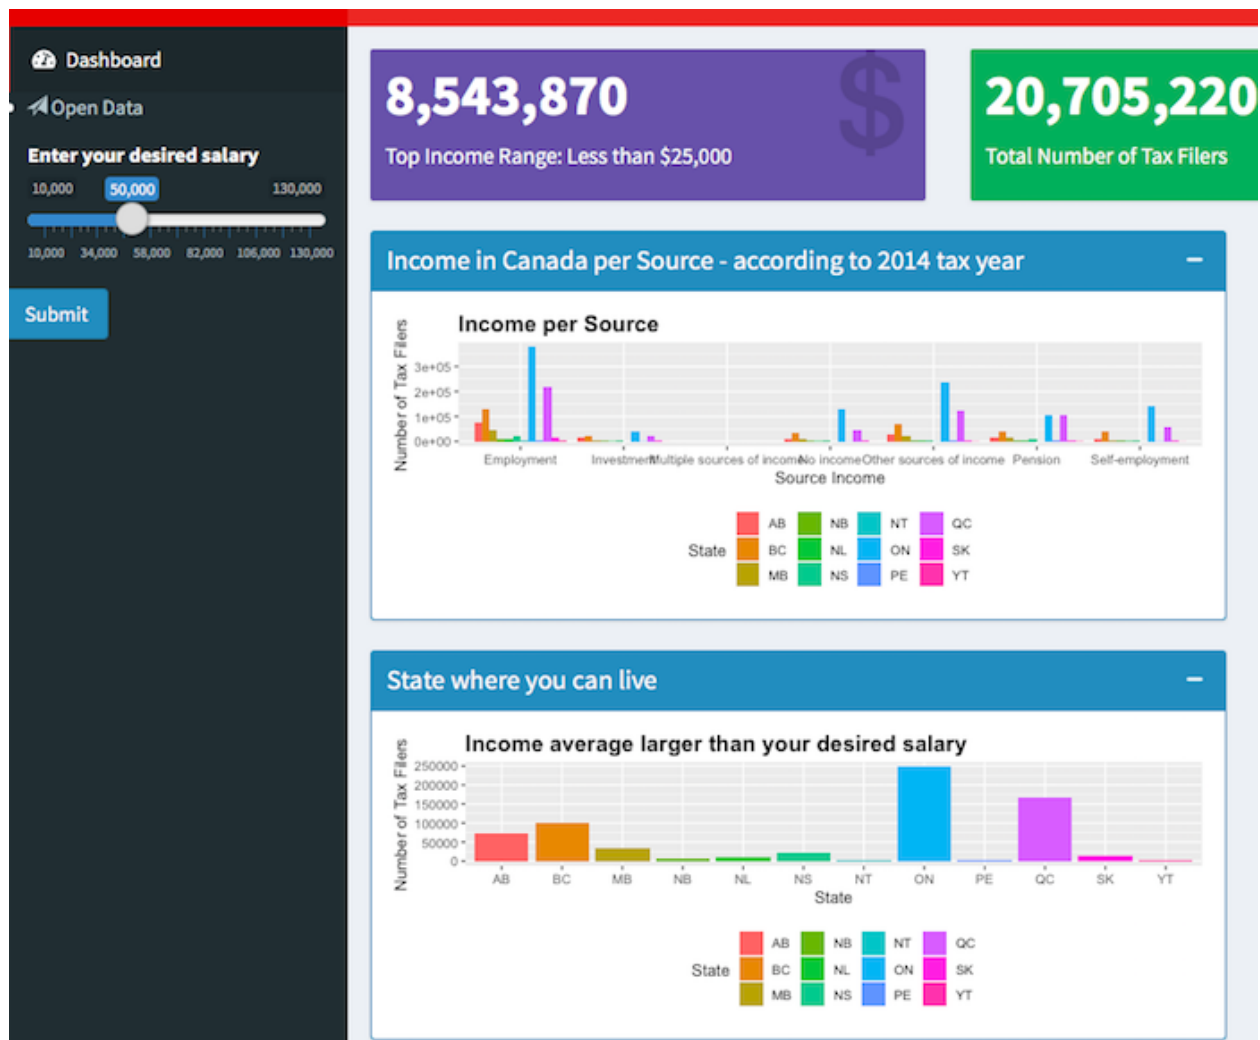 Dashboard
Open Data
Enter your desired salary
10,000 50,000 130,000
10,000 34,000 58,000 82,000 106,000 130,000
Submit
8,543,870
$
Top Income Range: Less than $25,000
20,705,220
Total Number of Tax Filers
Income in Canada per Source - according to 2014 tax year
Income per Source
Number of Tax Filers
3e+05
2e+05
1e+05
0e+00
Employment Investment Multiple sources of income No income Other sources of income Pension Self-employment
Source Income
State
AB NB NT QC
BC NL ON SK
MB NS PE YT
State where you can live
Income average larger than your desired salary
Number of Tax Filers
250000
200000
150000
100000
50000
0
AB BC MB NB NL NS NT ON PE QC SK YT
State
State
AB NB NT QC
BC NL ON SK
MB NS PE YT